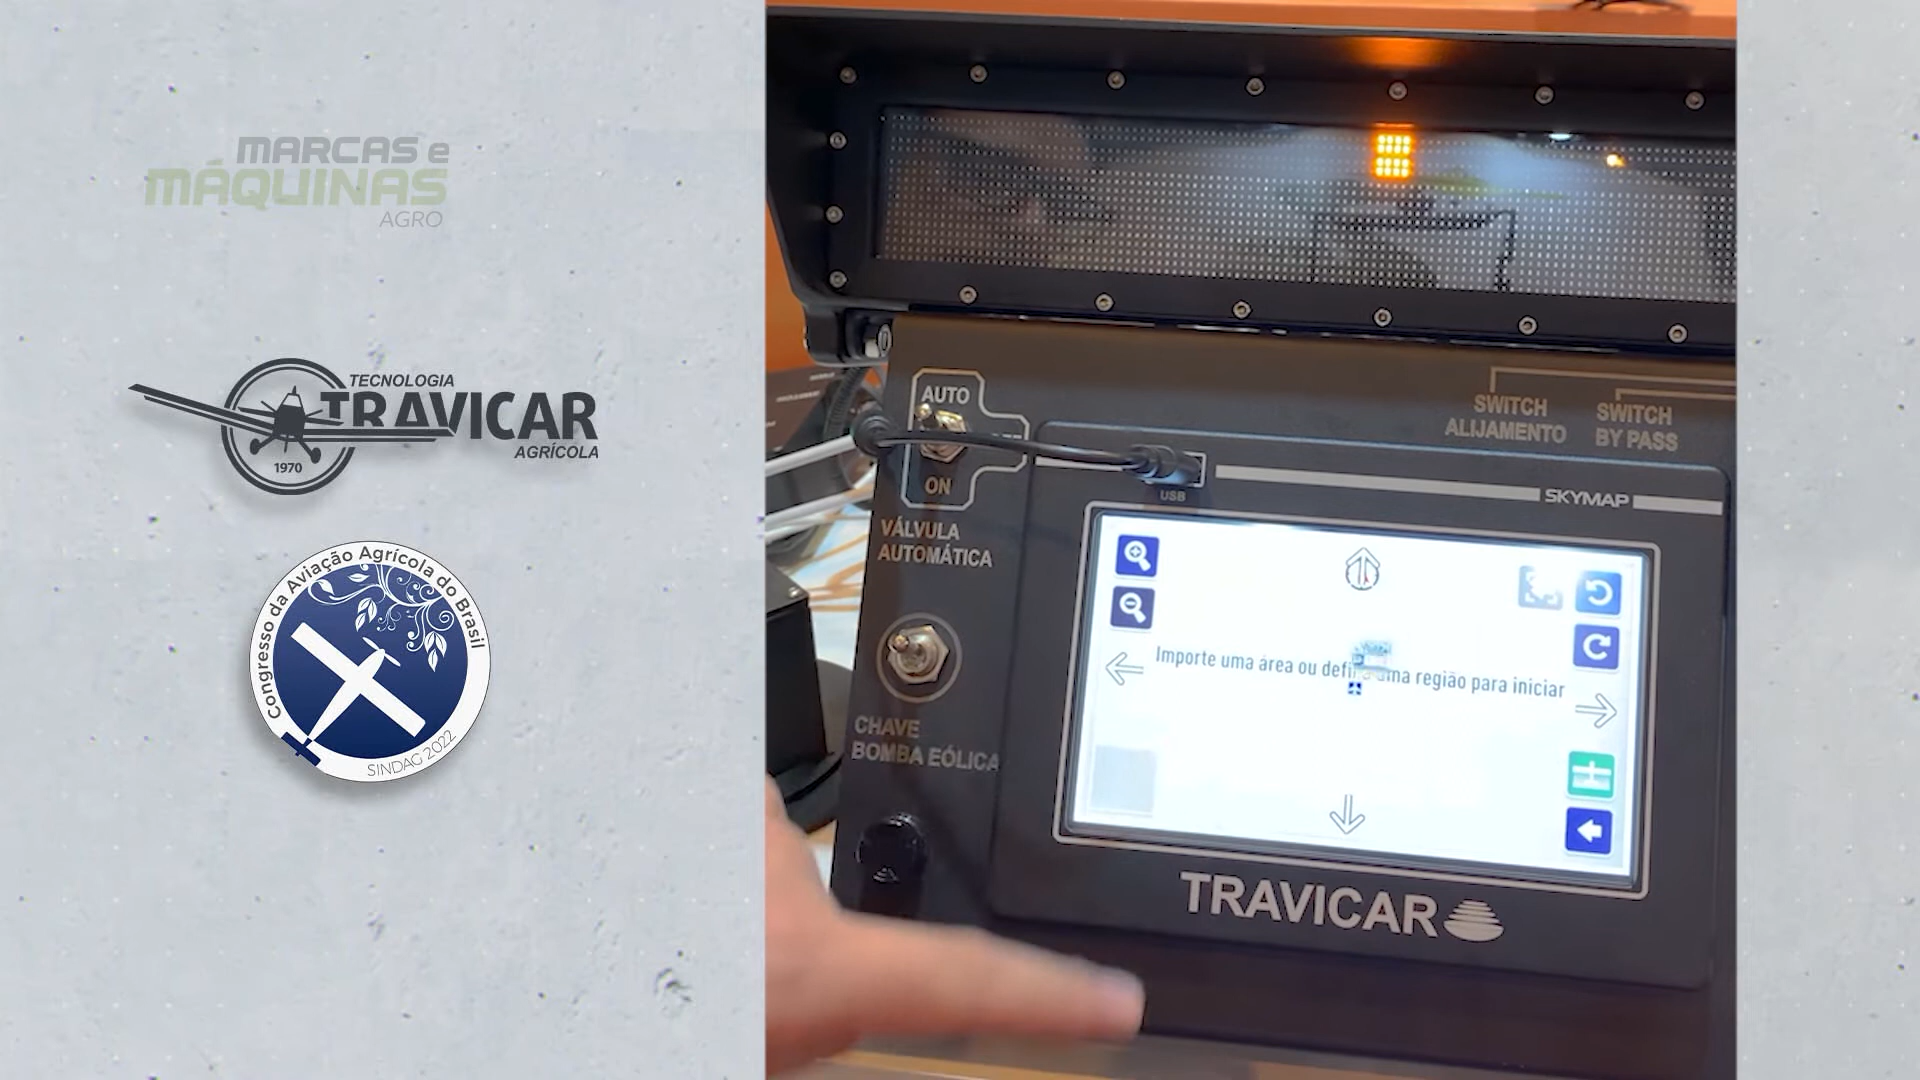 MARCAS e
MÁQUINAS
AGRO
TECNOLOGIA
TRAVICAR
AGRÍCOLA
1970
Congresso da Aviação Agrícola do Brasil
SINDAG 2022
AUTO
ON
VÁLVULA
AUTOMÁTICA
CHAVE
BOMBA EÓLICA
SWITCH
ALIJAMENTO
SWITCH
BY PASS
USB
SKYMAP
Importe uma área ou defina uma região para iniciar
TRAVICAR